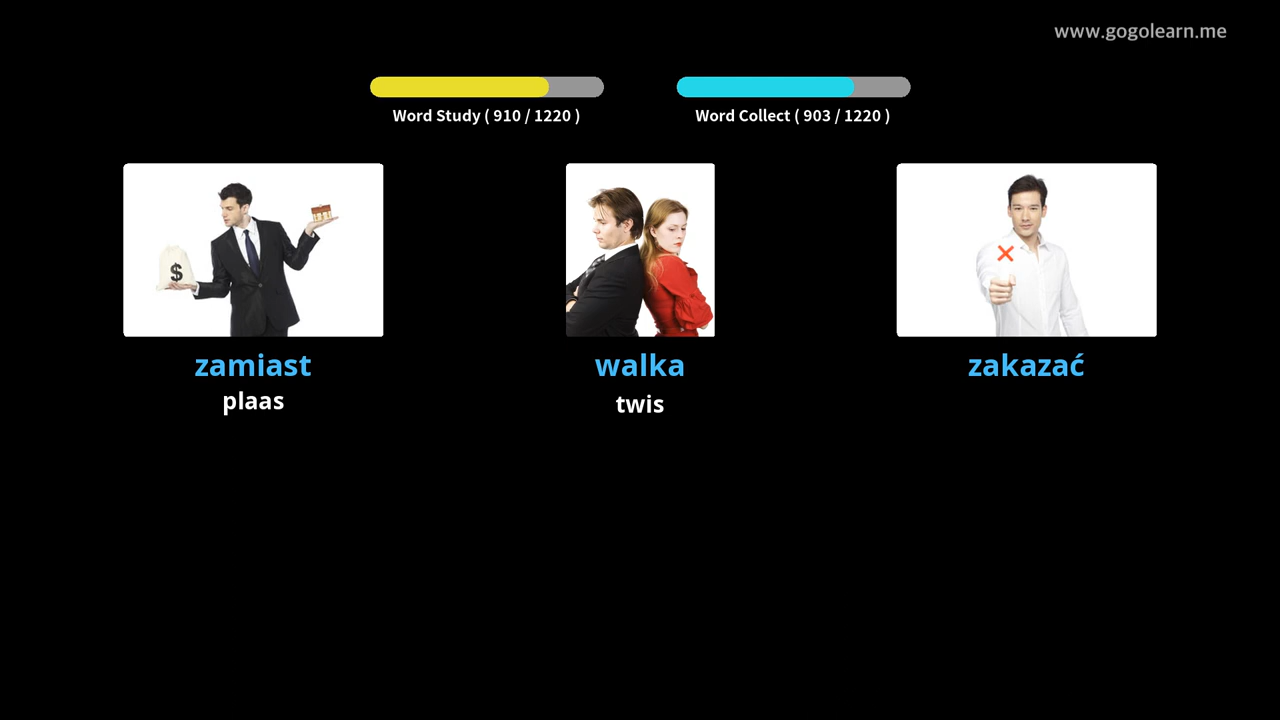 www.gogolearn.me
Word Study ( 910 / 1220 )
Word Collect ( 903 / 1220 )
$
zamiast
walka
zakazać
plaas
twis